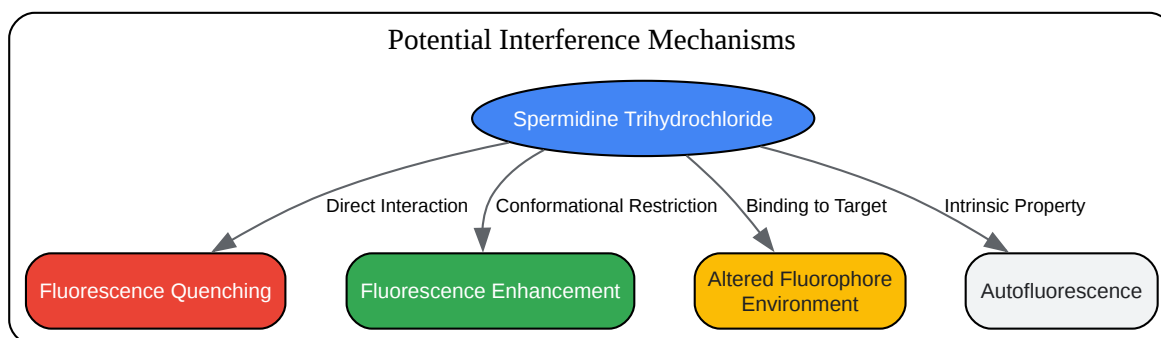 Potential Interference Mechanisms
Spermidine Trihydrochloride
Direct Interaction
Conformational Restriction
Binding to Target
Intrinsic Property
Fluorescence Quenching
Fluorescence Enhancement
Altered Fluorophore
Environment
Autofluorescence